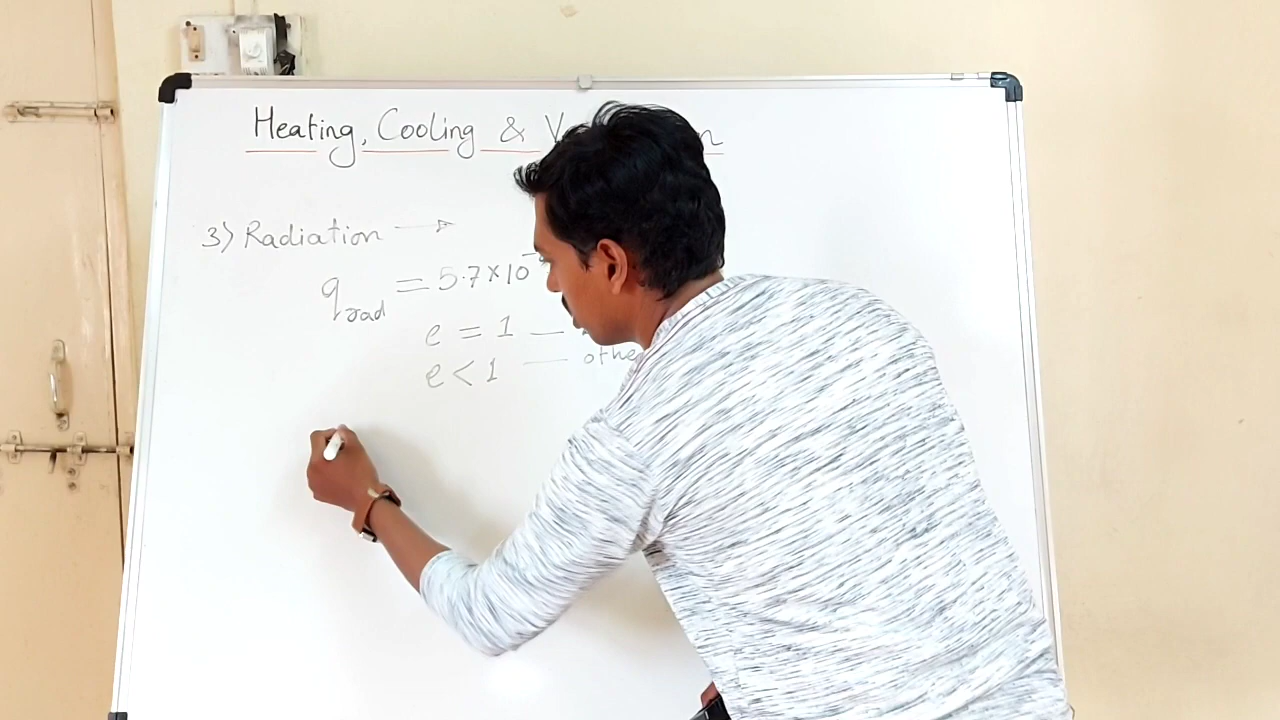 Heating, Cooling &
3) Radiation →
q rad = 5.7×10
e = 1 —
e < 1 —